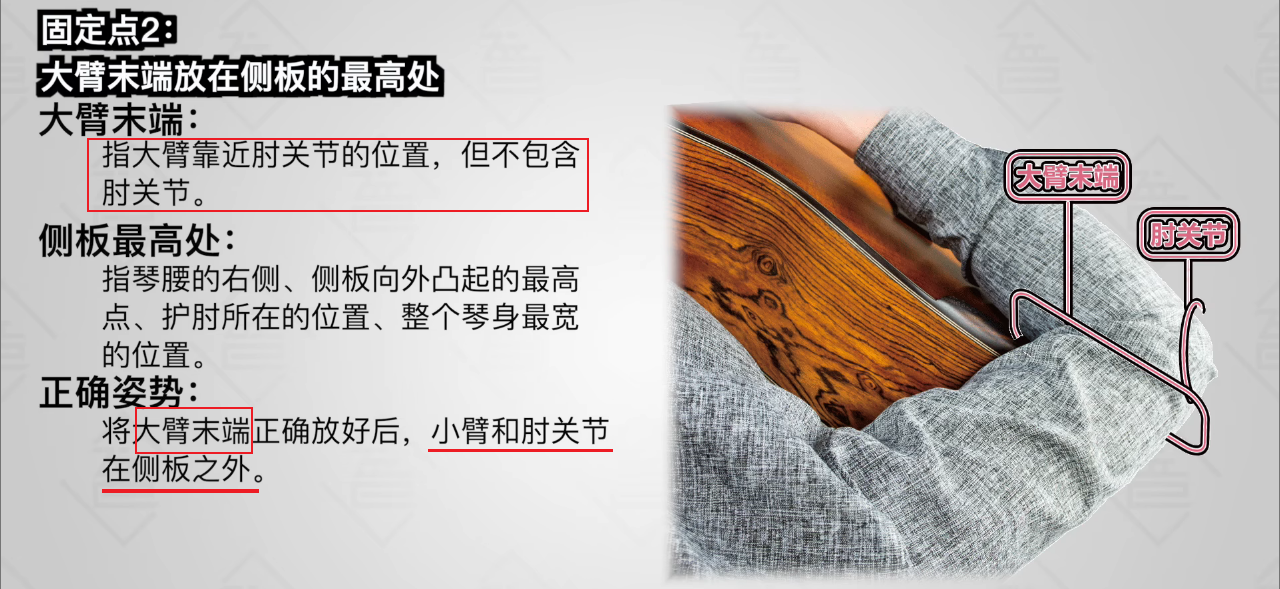 固定点2：
大臂末端放在侧板的最高处
大臂末端：
指大臂靠近肘关节的位置，但不包含
肘关节。
侧板最高处：
指琴腰的右侧、侧板向外凸起的最高
点、护肘所在的位置、整个琴身最宽
的位置。
正确姿势：
将大臂末端正确放好后，小臂和肘关节
在侧板之外。
大臂末端
肘关节